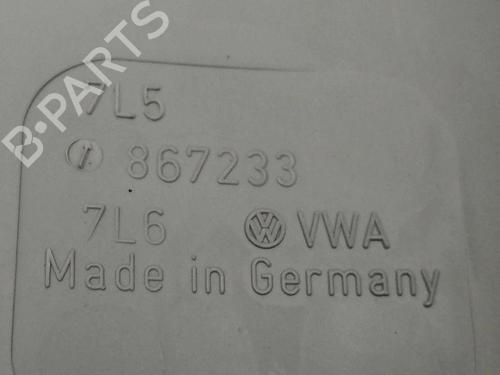 B-PARTS
7L5
867233
7L6 VWA
Made in Germany